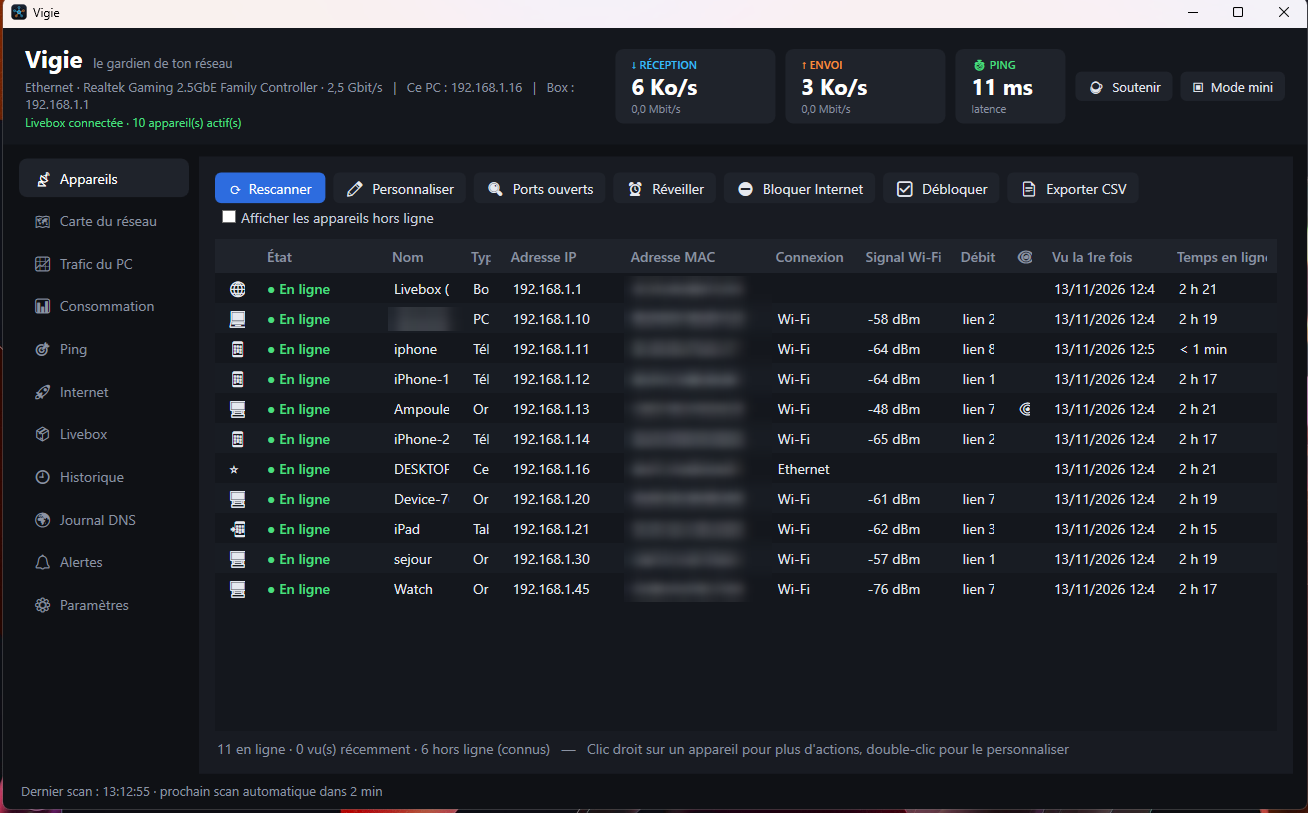 Vigie
Vigie le gardien de ton réseau
Ethernet · Realtek Gaming 2.5GbE Family Controller · 2,5 Gbit/s | Ce PC : 192.168.1.16 | Box :
192.168.1.1
Livebox connectée · 10 appareil(s) actif(s)
↓ RÉCEPTION
6 Ko/s
0,0 Mbit/s
↑ ENVOI
3 Ko/s
0,0 Mbit/s
PING
11 ms
latence
Soutenir
Mode mini
Appareils
Carte du réseau
Trafic du PC
Consommation
Ping
Internet
Livebox
Historique
Journal DNS
Alertes
Paramètres
Rescanner Personnaliser Ports ouverts Réveiller Bloquer Internet Débloquer Exporter CSV
Afficher les appareils hors ligne
État Nom Typ Adresse IP Adresse MAC Connexion Signal Wi-Fi Débit Vu la 1re fois Temps en ligne
● En ligne Livebox ( Bo 192.168.1.1 13/11/2026 12:4 2 h 21
● En ligne PC 192.168.1.10 Wi-Fi -58 dBm lien 2 13/11/2026 12:4 2 h 19
● En ligne iphone Tél 192.168.1.11 Wi-Fi -64 dBm lien 8 13/11/2026 12:5 < 1 min
● En ligne iPhone-1 Tél 192.168.1.12 Wi-Fi -64 dBm lien 1 13/11/2026 12:4 2 h 17
● En ligne Ampoule Or 192.168.1.13 Wi-Fi -48 dBm lien 7 13/11/2026 12:4 2 h 21
● En ligne iPhone-2 Tél 192.168.1.14 Wi-Fi -65 dBm lien 2 13/11/2026 12:4 2 h 17
● En ligne DESKTOP Ce 192.168.1.16 Ethernet 13/11/2026 12:4 2 h 21
● En ligne Device-7 Or 192.168.1.20 Wi-Fi -61 dBm lien 7 13/11/2026 12:4 2 h 19
● En ligne iPad Tal 192.168.1.21 Wi-Fi -62 dBm lien 3 13/11/2026 12:4 2 h 15
● En ligne sejour Or 192.168.1.30 Wi-Fi -57 dBm lien 1 13/11/2026 12:4 2 h 19
● En ligne Watch Or 192.168.1.45 Wi-Fi -76 dBm lien 7 13/11/2026 12:4 2 h 17
11 en ligne · 0 vu(s) récemment · 6 hors ligne (connus) — Clic droit sur un appareil pour plus d'actions, double-clic pour le personnaliser
Dernier scan : 13:12:55 · prochain scan automatique dans 2 min